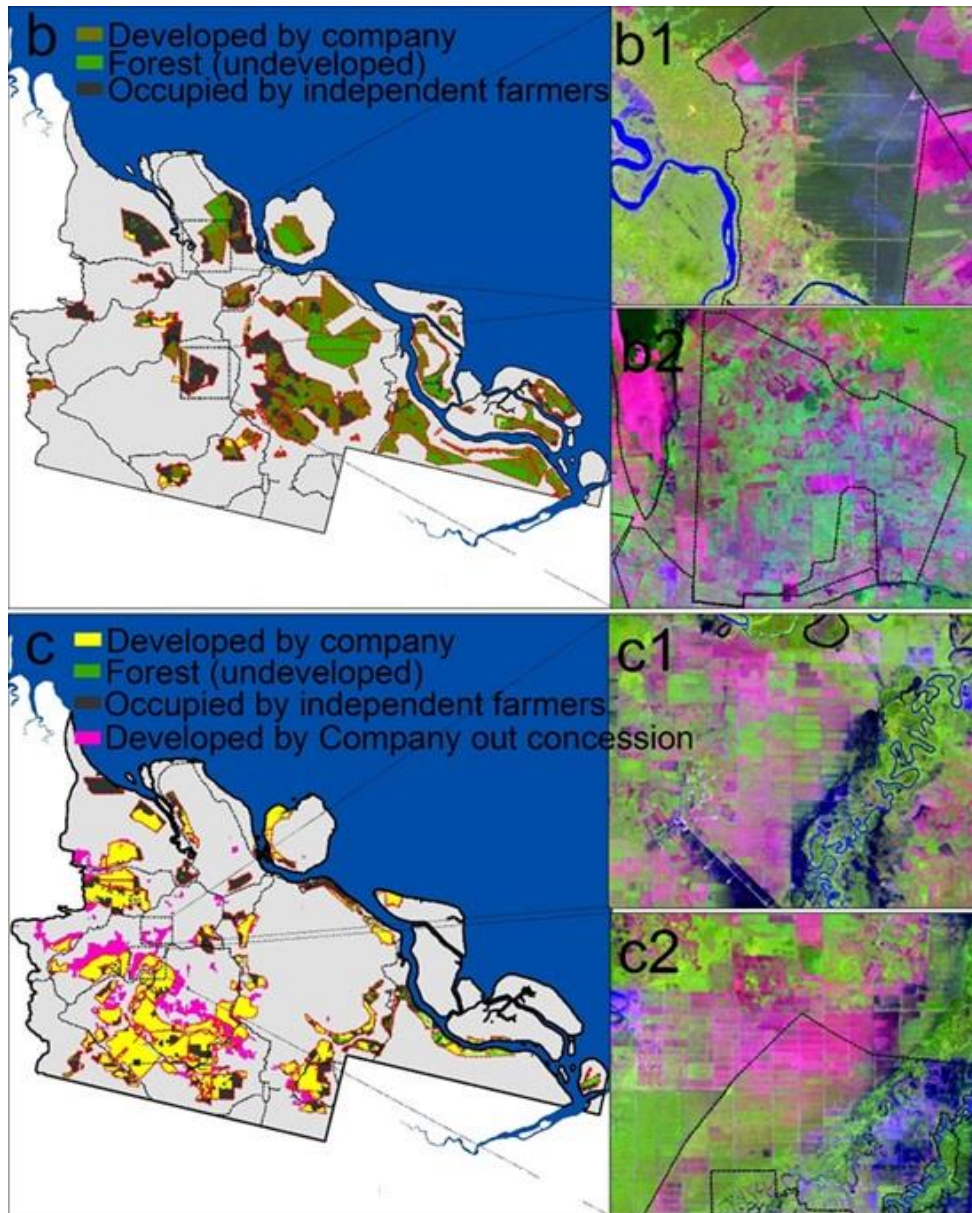 b
Developed by company
Forest (undeveloped)
Occupied by independent farmers
b1
b2
c
Developed by company
Forest (undeveloped)
Occupied by independent farmers
Developed by Company out concession
c1
c2